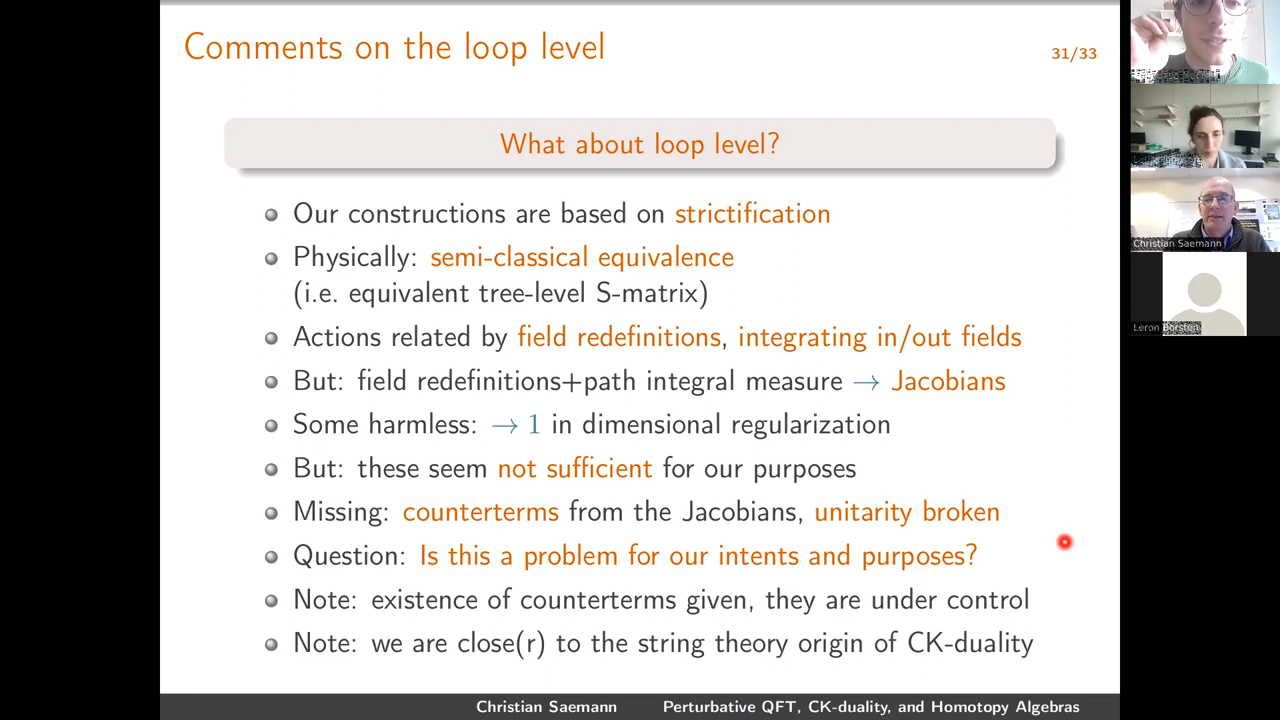 Comments on the loop level
31/33
What about loop level?
Our constructions are based on strictification
Physically: semi-classical equivalence
(i.e. equivalent tree-level S-matrix)
Actions related by field redefinitions, integrating in/out fields
But: field redefinitions+path integral measure → Jacobians
Some harmless: → 1 in dimensional regularization
But: these seem not sufficient for our purposes
Missing: counterterms from the Jacobians, unitarity broken
Question: Is this a problem for our intents and purposes?
Note: existence of counterterms given, they are under control
Note: we are close(r) to the string theory origin of CK-duality
Christian Saemann Perturbative QFT, CK-duality, and Homotopy Algebras
Christian Saemann
Leron Borsten